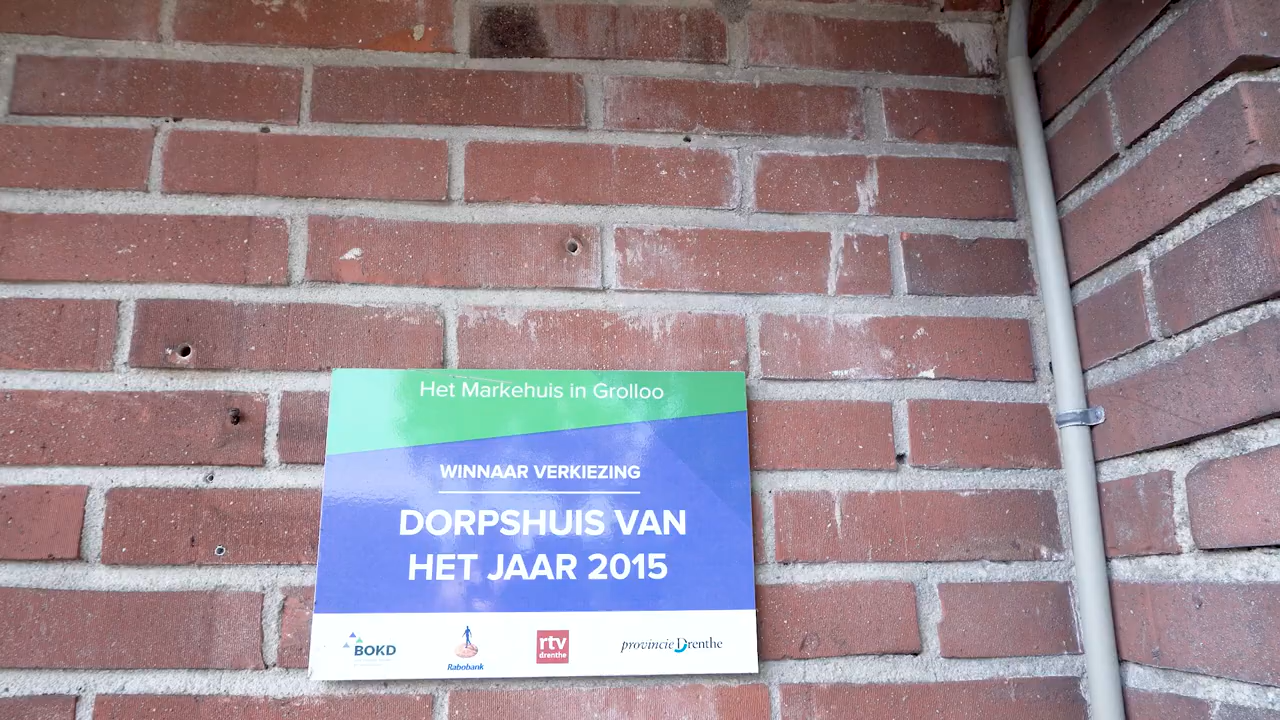 Het Markehuis in Grolloo
WINNAAR VERKIEZING
DORPSHUIS VAN
HET JAAR 2015
BOKD
Rabobank
rtv
drenthe
provincie Drenthe